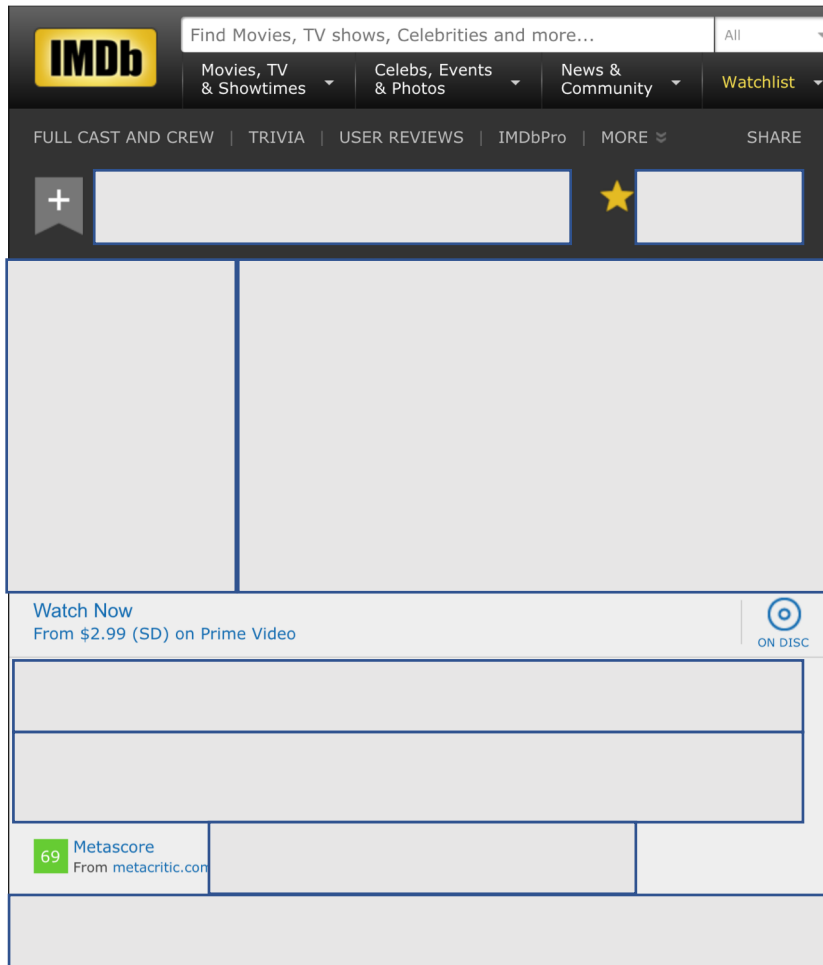 IMDb
Find Movies, TV shows, Celebrities and more...
All
Movies, TV
& Showtimes
Celebs, Events
& Photos
News &
Community
Watchlist
FULL CAST AND CREW | TRIVIA | USER REVIEWS | IMDbPro | MORE
SHARE
Watch Now
From $2.99 (SD) on Prime Video
ON DISC
69
Metascore
From metacritic.com